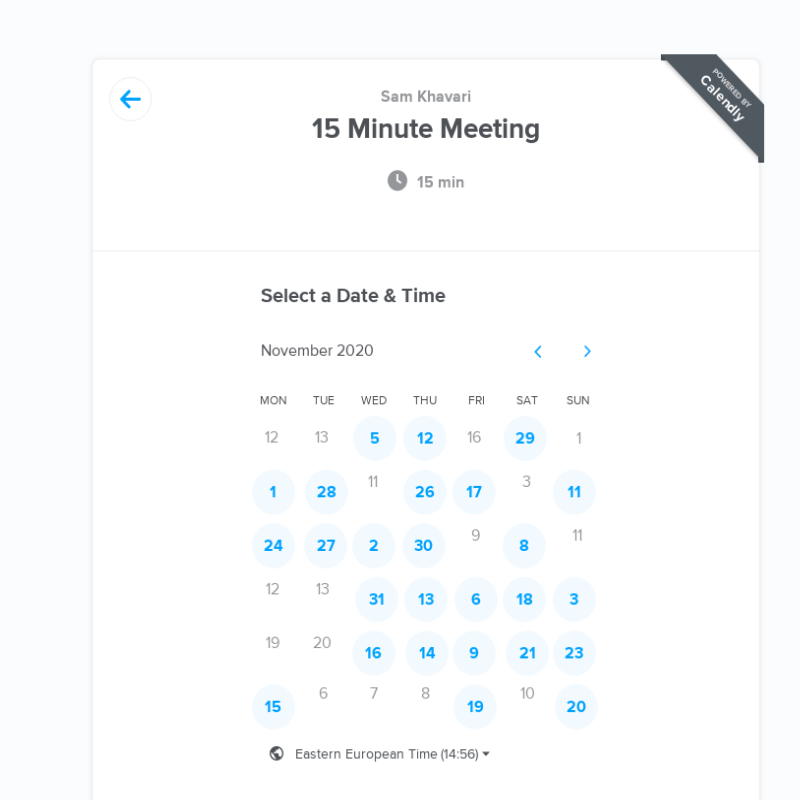 POWERED BY
Calendly
Sam Khavari
15 Minute Meeting
15 min
Select a Date & Time
November 2020
MON TUE WED THU FRI SAT SUN
12 13 5 12 16 29 1
1 28 11 26 17 3 11
24 27 2 30 9 8 11
12 13 31 13 6 18 3
19 20 16 14 9 21 23
15 6 7 8 19 10 20
Eastern European Time (14:56)